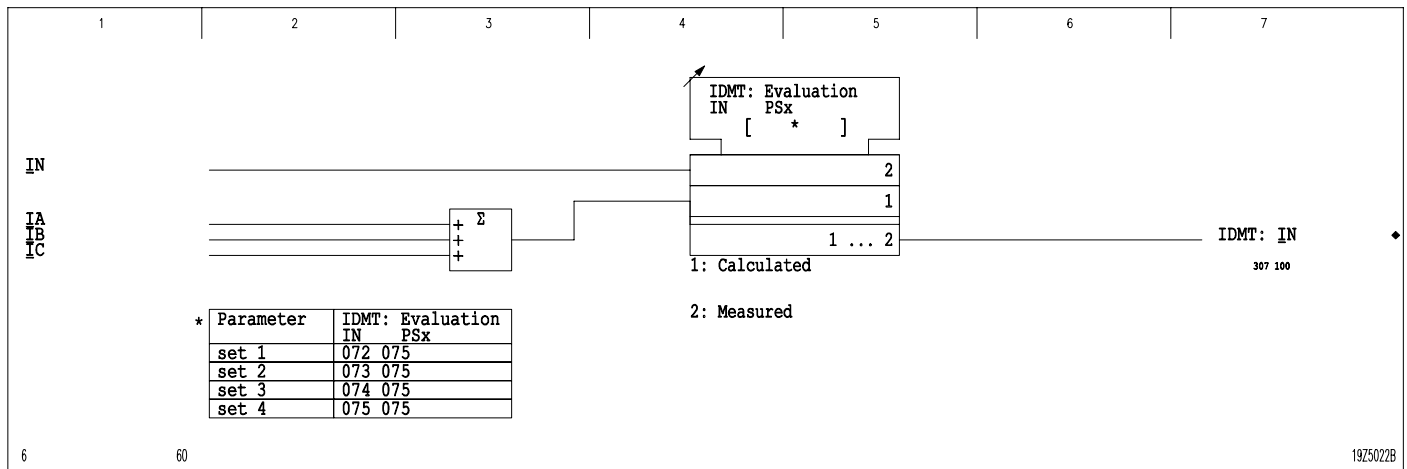 1 2 3 4 5 6 7
IDMT: Evaluation
IN PSx
[ * ]
IN
2
1
IA
IB
IC
+ Σ
+
+
1 ... 2
IDMT: IN
307 100
1: Calculated
2: Measured
* Parameter IDMT: Evaluation
IN PSx
set 1 072 075
set 2 073 075
set 3 074 075
set 4 075 075
6 60 19Z5022B